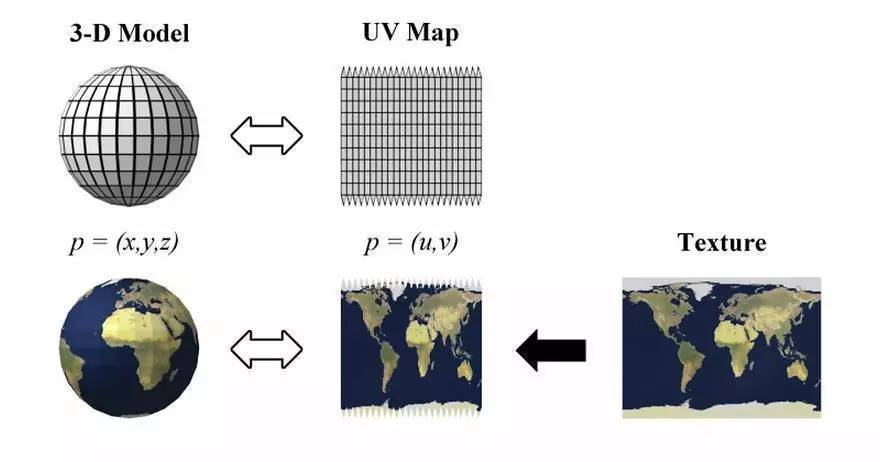 3-D Model
UV Map
p = (x,y,z)
p = (u,v)
Texture